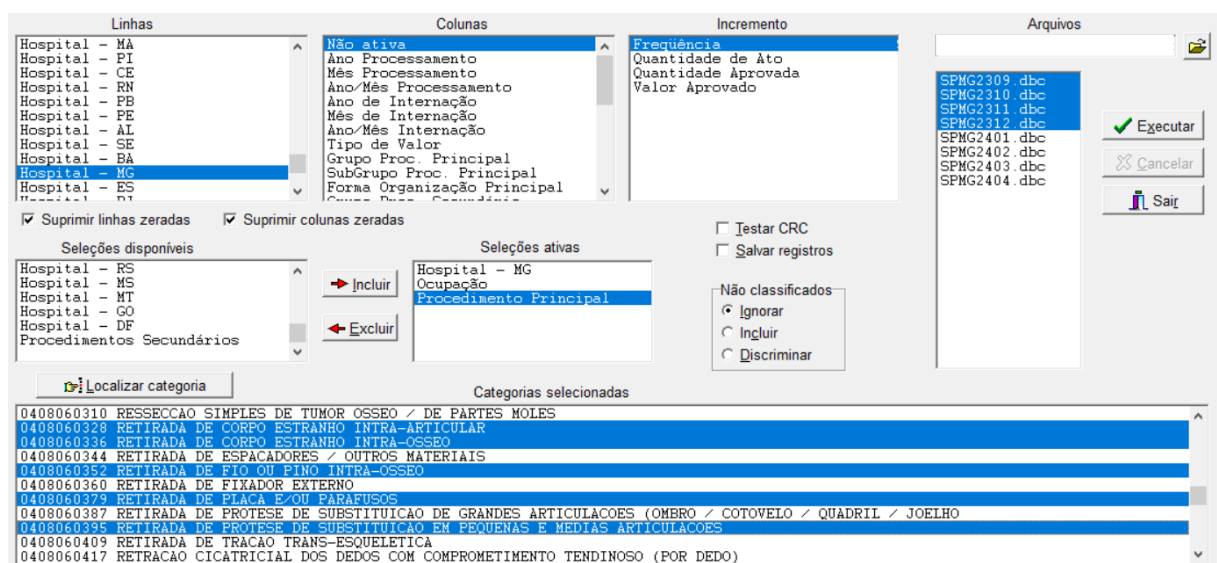 Linhas
Hospital - MA
Hospital - PI
Hospital - CE
Hospital - RN
Hospital - PB
Hospital - PE
Hospital - AL
Hospital - SE
Hospital - BA
Hospital - MG
Hospital - ES
Colunas
Não ativa
Ano Processamento
Mês Processamento
Ano/Mês Processamento
Ano de Internação
Mês de Internação
Ano/Mês Internação
Tipo de Valor
Grupo Proc. Principal
SubGrupo Proc. Principal
Forma Organização Principal
Incremento
Freqüência
Quantidade de Ato
Quantidade Aprovada
Valor Aprovado
Arquivos
SPMG2309.dbc
SPMG2310.dbc
SPMG2311.dbc
SPMG2312.dbc
SPMG2401.dbc
SPMG2402.dbc
SPMG2403.dbc
SPMG2404.dbc
Executar
Cancelar
Sair
Suprimir linhas zeradas
Suprimir colunas zeradas
Testar CRC
Salvar registros
Seleções disponíveis
Hospital - RS
Hospital - MS
Hospital - MT
Hospital - GO
Hospital - DF
Procedimentos Secundários
Incluir
Excluir
Seleções ativas
Hospital - MG
Ocupação
Procedimento Principal
Não classificados
Ignorar
Incluir
Discriminar
Localizar categoria
Categorias selecionadas
0408060310 RESSECCAO SIMPLES DE TUMOR OSSEO / DE PARTES MOLES
0408060328 RETIRADA DE CORPO ESTRANHO INTRA-ARTICULAR
0408060336 RETIRADA DE CORPO ESTRANHO INTRA-OSSEO
0408060344 RETIRADA DE ESPACADORES / OUTROS MATERIAIS
0408060352 RETIRADA DE FIO OU PINO INTRA-OSSEO
0408060360 RETIRADA DE FIXADOR EXTERNO
0408060379 RETIRADA DE PLACA E/OU PARAFUSOS
0408060387 RETIRADA DE PROTESE DE SUBSTITUICAO DE GRANDES ARTICULACOES (OMBRO / COTOVELO / QUADRIL / JOELHO
0408060395 RETIRADA DE PROTESE DE SUBSTITUICAO EM PEQUENAS E MEDIAS ARTICULACOES
0408060409 RETIRADA DE TRACAO TRANS-ESQUELETICA
0408060417 RETRACAO CICATRICIAL DOS DEDOS COM COMPROMETIMENTO TENDINOSO (POR DEDO)